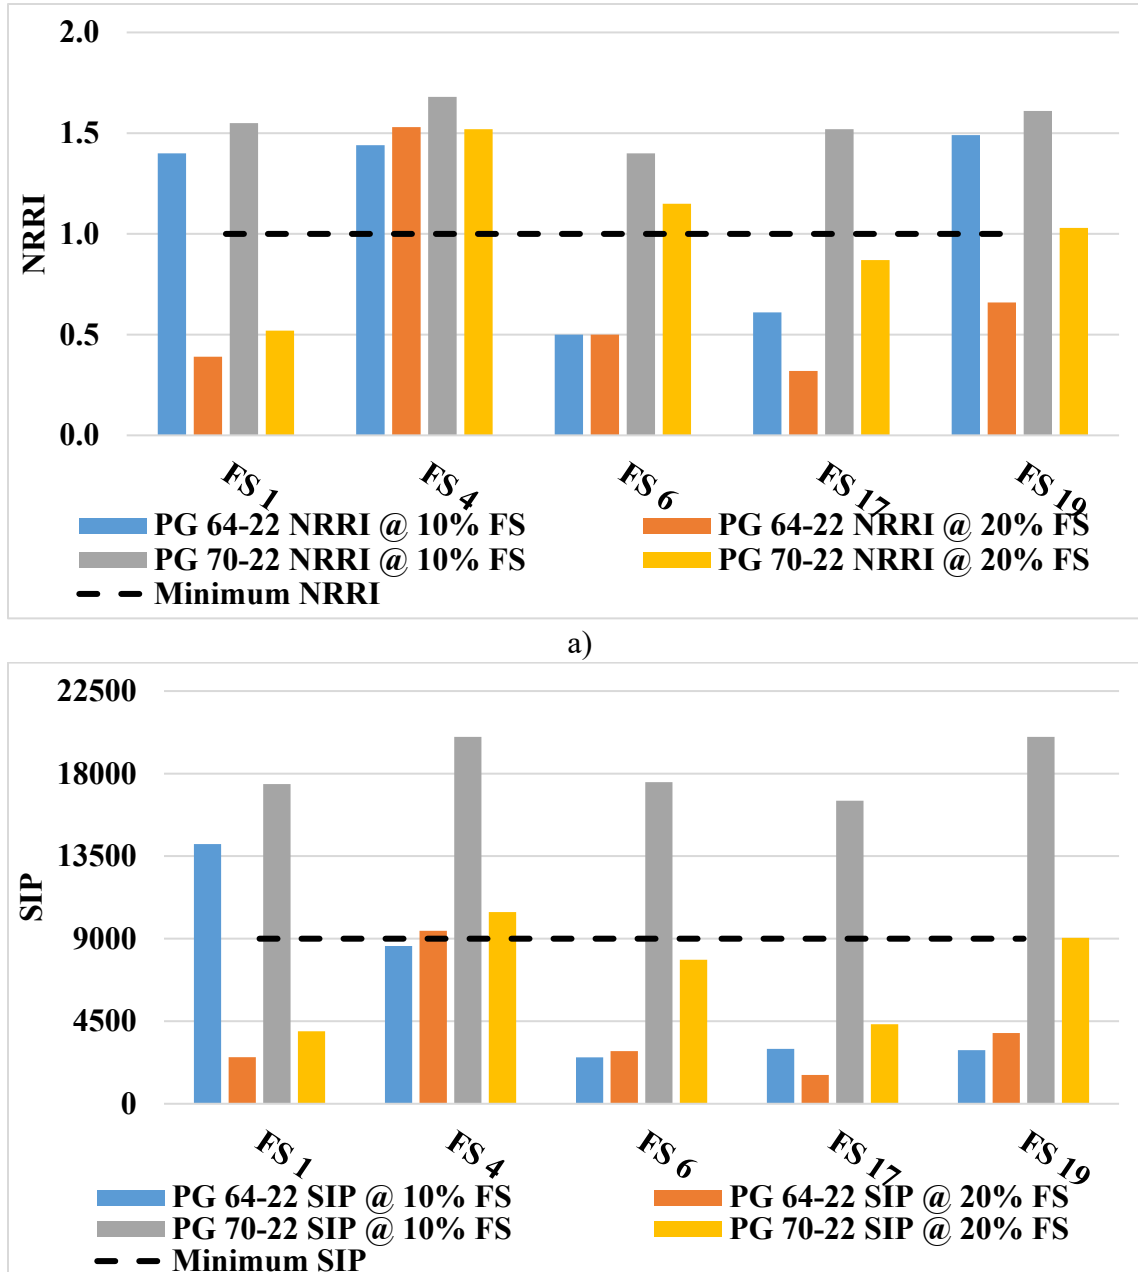 2.0
1.5
1.0
0.5
0.0
NRRI
FS 1
FS 4
FS 6
FS 17
FS 19
PG 64-22 NRRI @ 10% FS
PG 64-22 NRRI @ 20% FS
PG 70-22 NRRI @ 10% FS
PG 70-22 NRRI @ 20% FS
Minimum NRRI
a)
22500
18000
13500
9000
4500
0
SIP
FS 1
FS 4
FS 6
FS 17
FS 19
PG 64-22 SIP @ 10% FS
PG 64-22 SIP @ 20% FS
PG 70-22 SIP @ 10% FS
PG 70-22 SIP @ 20% FS
Minimum SIP